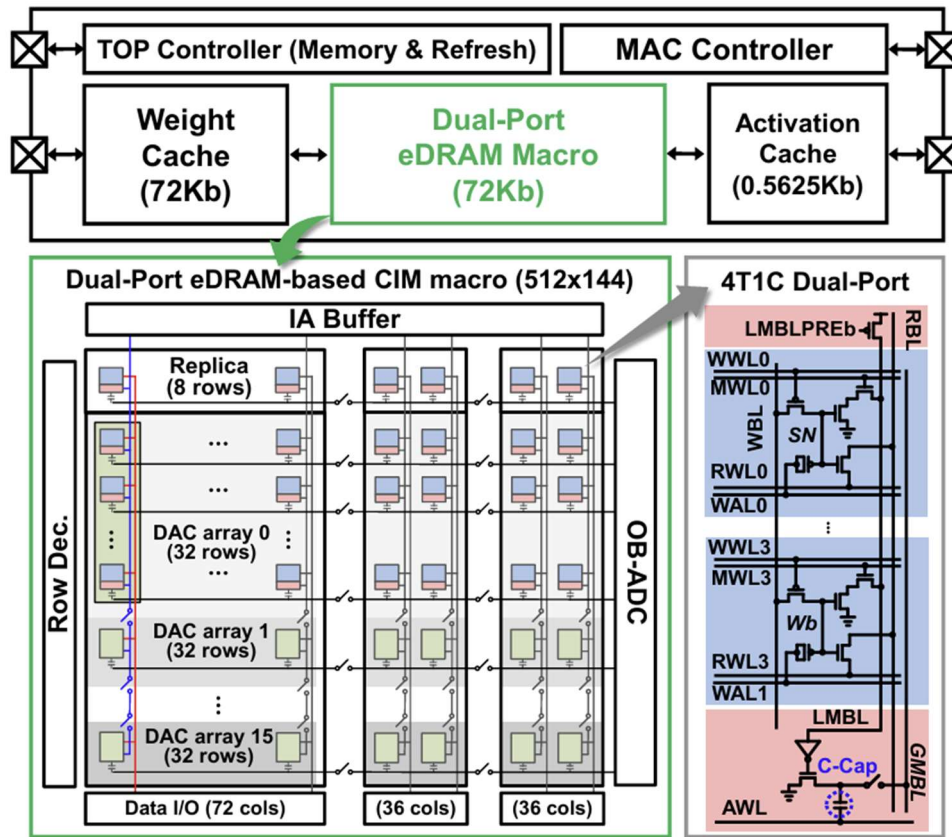 TOP Controller (Memory & Refresh)
MAC Controller
Weight
Cache
(72Kb)
Dual-Port
eDRAM Macro
(72Kb)
Activation
Cache
(0.5625Kb)
Dual-Port eDRAM-based CIM macro (512x144)
IA Buffer
Row Dec.
Replica
(8 rows)
...
...
DAC array 0
(32 rows)
...
...
...
DAC array 1
(32 rows)
...
DAC array 15
(32 rows)
OB-ADC
Data I/O (72 cols)
(36 cols)
(36 cols)
4T1C Dual-Port
LMBLPREb
RBL
WWL0
MWL0
WBL
SN
RWL0
WAL0
...
WWL3
MWL3
Wb
RWL3
WAL1
LMBL
C-Cap
GMBL
AWL